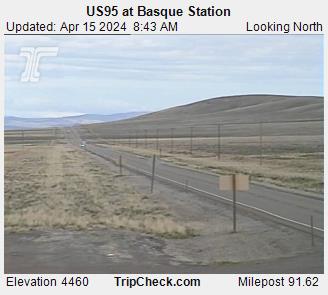 US95 at Basque Station
Updated: Apr 15 2024 8:43 AM Looking North
Elevation 4460 TripCheck.com Milepost 91.62